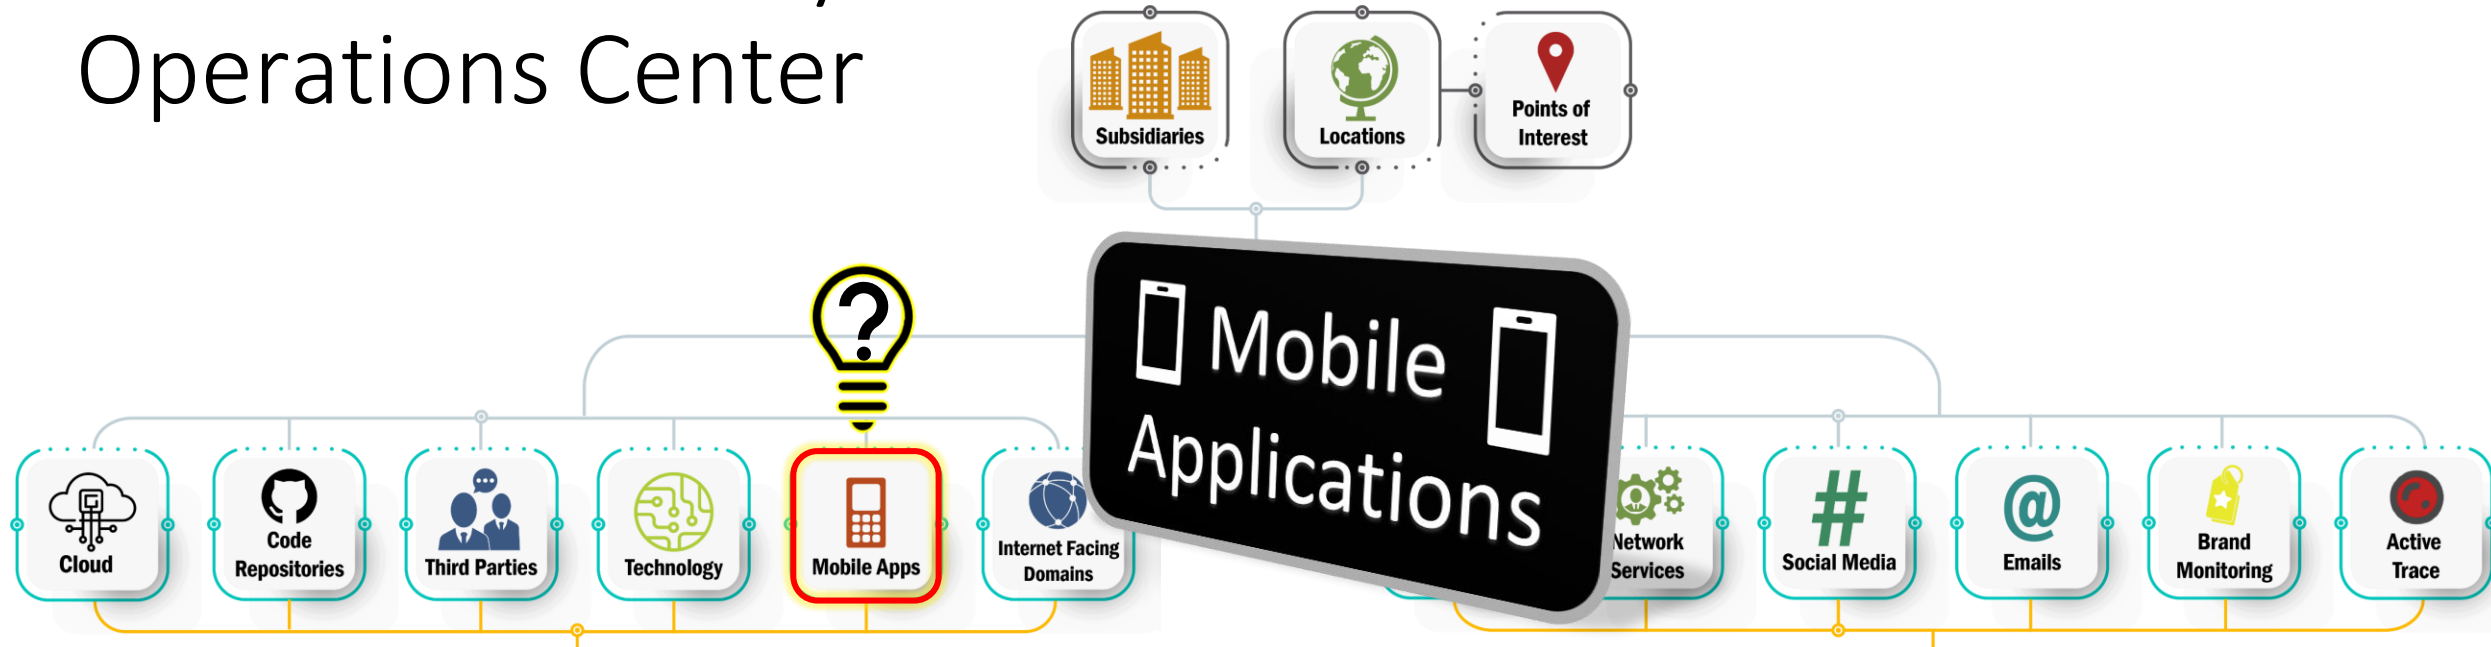 Operations Center
Subsidiaries
Locations
Points of
Interest
?
Mobile
Applications
Cloud
Code
Repositories
Third Parties
Technology
Mobile Apps
Internet Facing
Domains
Network
Services
#
Social Media
@
Emails
Brand
Monitoring
Active
Trace